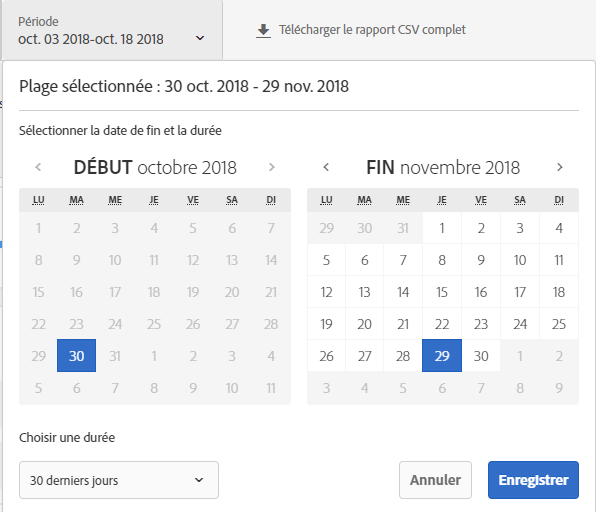 Période
oct. 03 2018-oct. 18 2018
Télécharger le rapport CSV complet
Plage sélectionnée : 30 oct. 2018 - 29 nov. 2018
Sélectionner la date de fin et la durée
DÉBUT octobre 2018
LU MA ME JE VE SA DI
1 2 3 4 5 6 7
8 9 10 11 12 13 14
15 16 17 18 19 20 21
22 23 24 25 26 27 28
29 30 31 1 2 3 4
5 6 7 8 9 10 11
FIN novembre 2018
LU MA ME JE VE SA DI
29 30 31 1 2 3 4
5 6 7 8 9 10 11
12 13 14 15 16 17 18
19 20 21 22 23 24 25
26 27 28 29 30 1 2
3 4 5 6 7 8 9
Choisir une durée
30 derniers jours
Annuler
Enregistrer